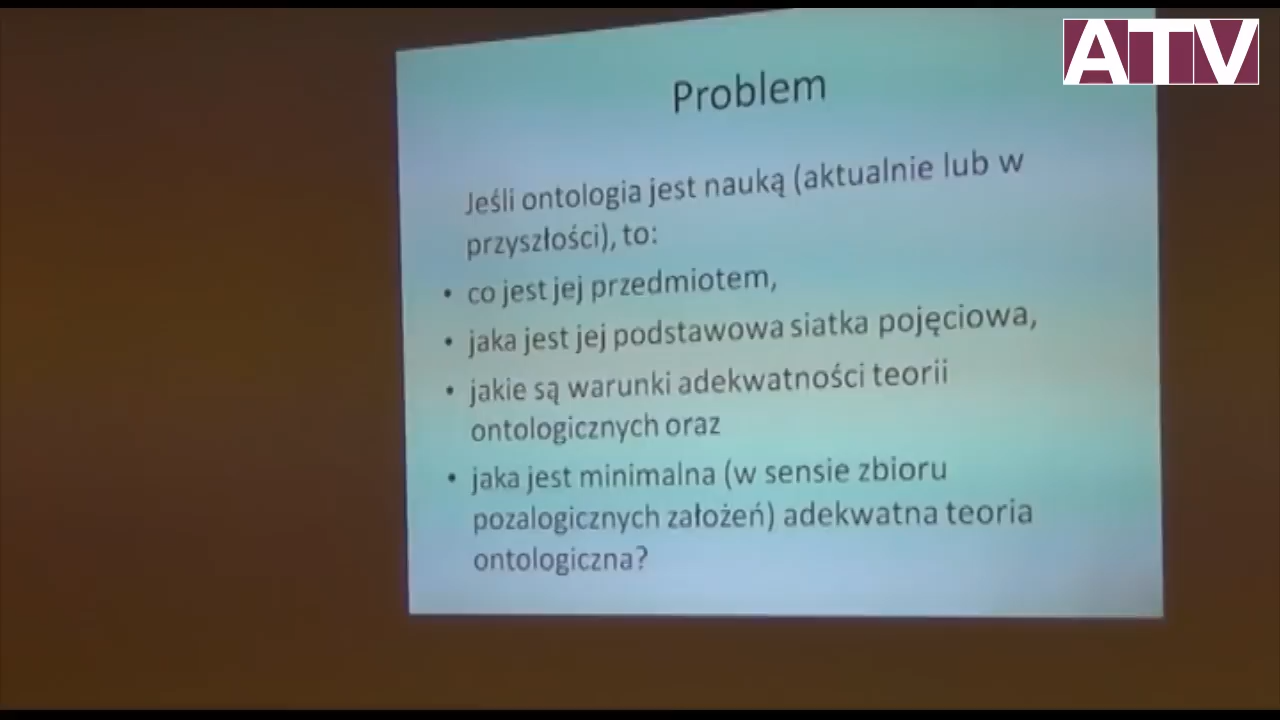 ATV
Problem
Jeśli ontologia jest nauką (aktualnie lub w
przyszłości), to:
• co jest jej przedmiotem,
• jaka jest jej podstawowa siatka pojęciowa,
• jakie są warunki adekwatności teorii
ontologicznych oraz
• jaka jest minimalna (w sensie zbioru
pozalogicznych założeń) adekwatna teoria
ontologiczna?